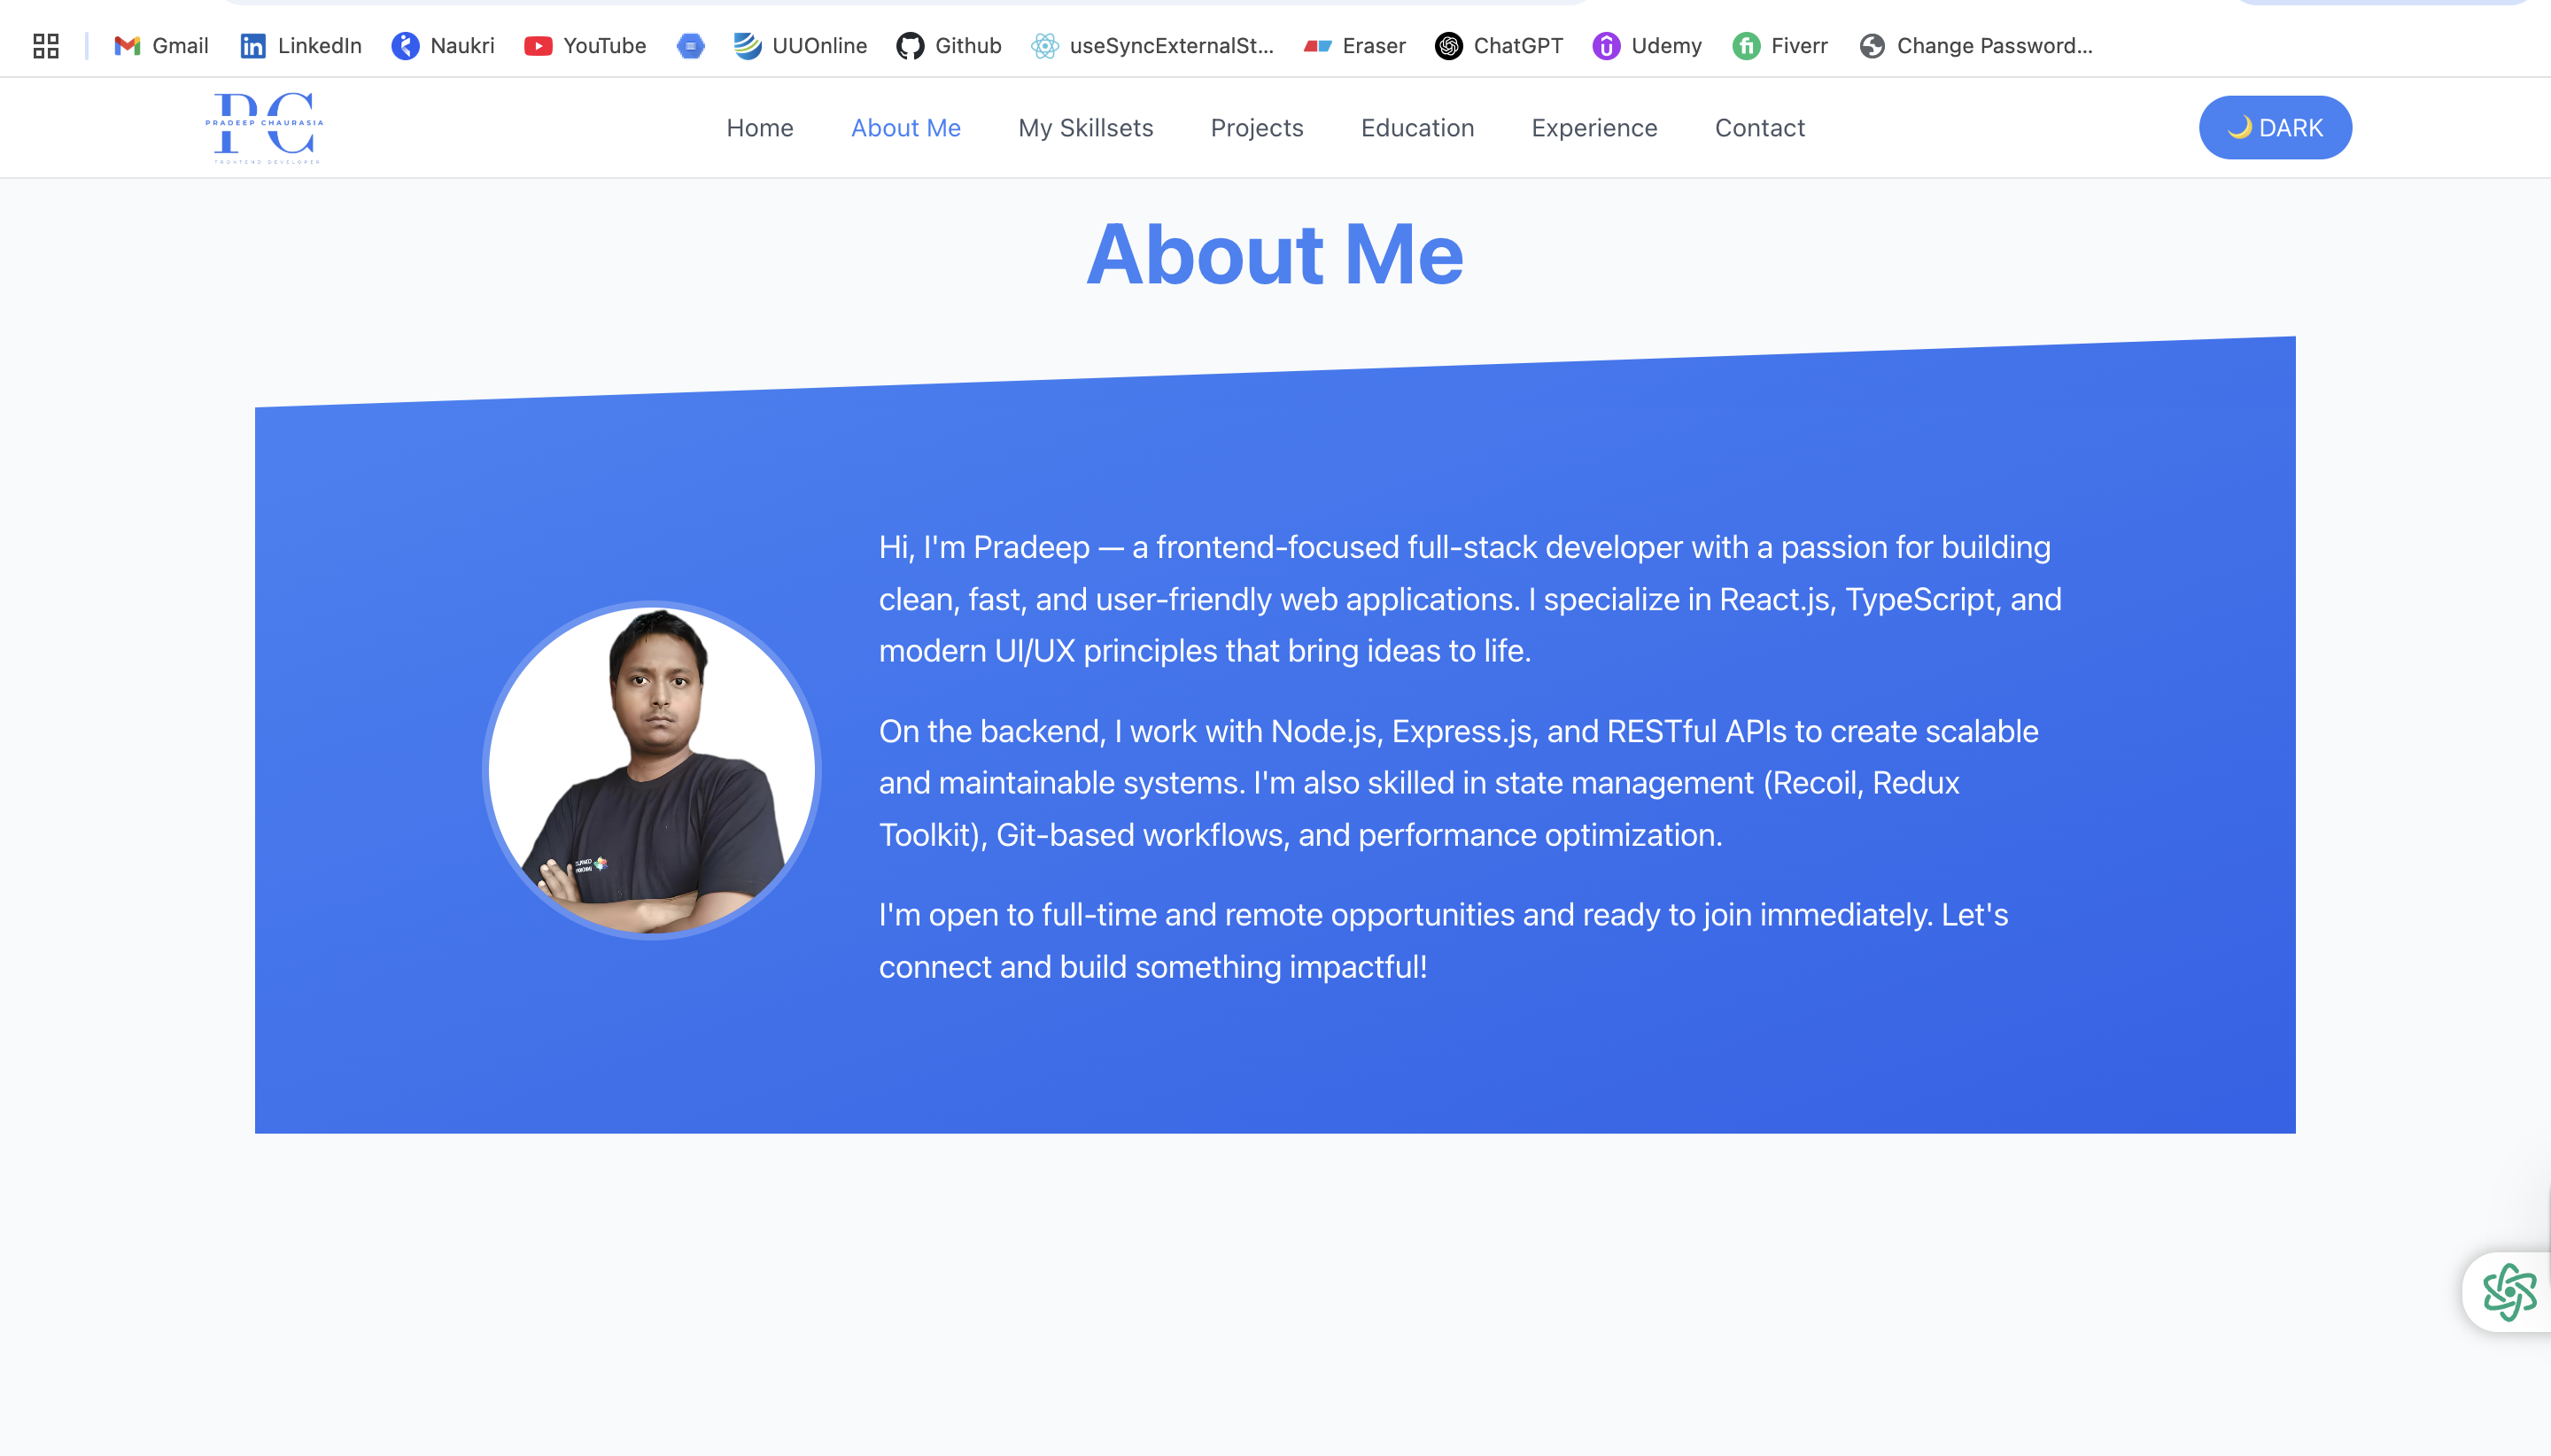 Gmail
LinkedIn
Naukri
YouTube
UUOnline
Github
useSyncExternalSt...
Eraser
ChatGPT
Udemy
Fiverr
Change Password...
PC
PRADEEP CHAURASIA
FRONTEND DEVELOPER
Home
About Me
My Skillsets
Projects
Education
Experience
Contact
🌙 DARK
About Me
Hi, I'm Pradeep — a frontend-focused full-stack developer with a passion for building
clean, fast, and user-friendly web applications. I specialize in React.js, TypeScript, and
modern UI/UX principles that bring ideas to life.
On the backend, I work with Node.js, Express.js, and RESTful APIs to create scalable
and maintainable systems. I'm also skilled in state management (Recoil, Redux
Toolkit), Git-based workflows, and performance optimization.
I'm open to full-time and remote opportunities and ready to join immediately. Let's
connect and build something impactful!